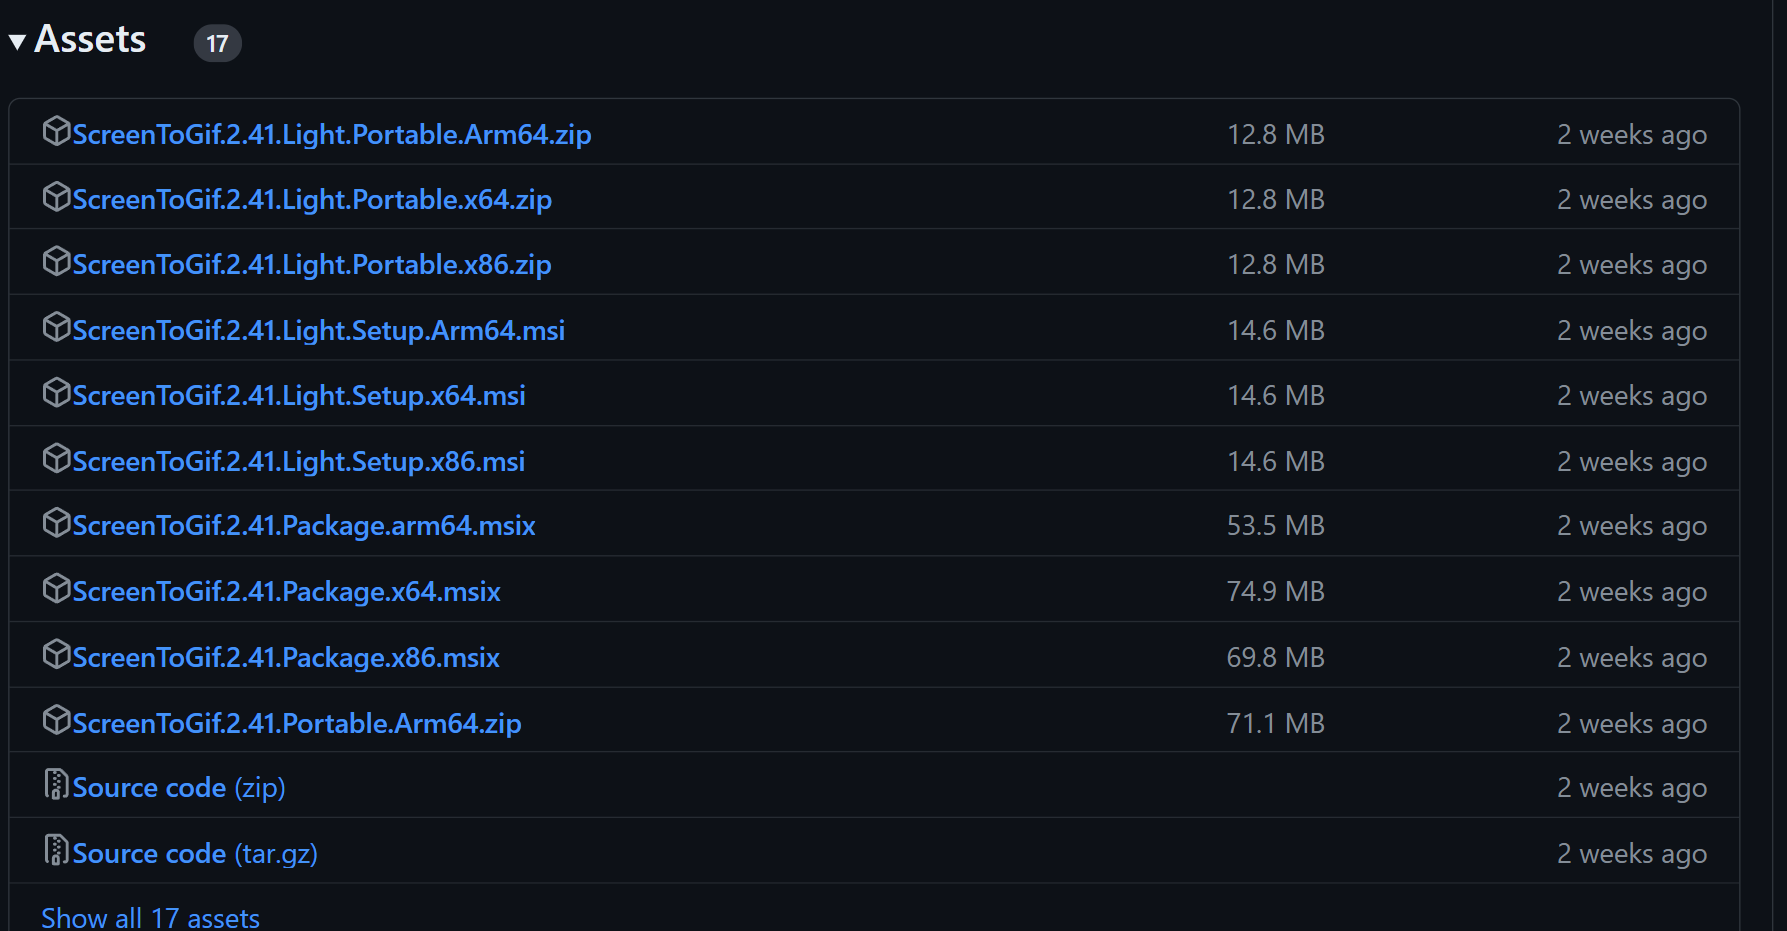 Assets 17
ScreenToGif.2.41.Light.Portable.Arm64.zip 12.8 MB 2 weeks ago
ScreenToGif.2.41.Light.Portable.x64.zip 12.8 MB 2 weeks ago
ScreenToGif.2.41.Light.Portable.x86.zip 12.8 MB 2 weeks ago
ScreenToGif.2.41.Light.Setup.Arm64.msi 14.6 MB 2 weeks ago
ScreenToGif.2.41.Light.Setup.x64.msi 14.6 MB 2 weeks ago
ScreenToGif.2.41.Light.Setup.x86.msi 14.6 MB 2 weeks ago
ScreenToGif.2.41.Package.arm64.msix 53.5 MB 2 weeks ago
ScreenToGif.2.41.Package.x64.msix 74.9 MB 2 weeks ago
ScreenToGif.2.41.Package.x86.msix 69.8 MB 2 weeks ago
ScreenToGif.2.41.Portable.Arm64.zip 71.1 MB 2 weeks ago
Source code (zip) 2 weeks ago
Source code (tar.gz) 2 weeks ago
Show all 17 assets